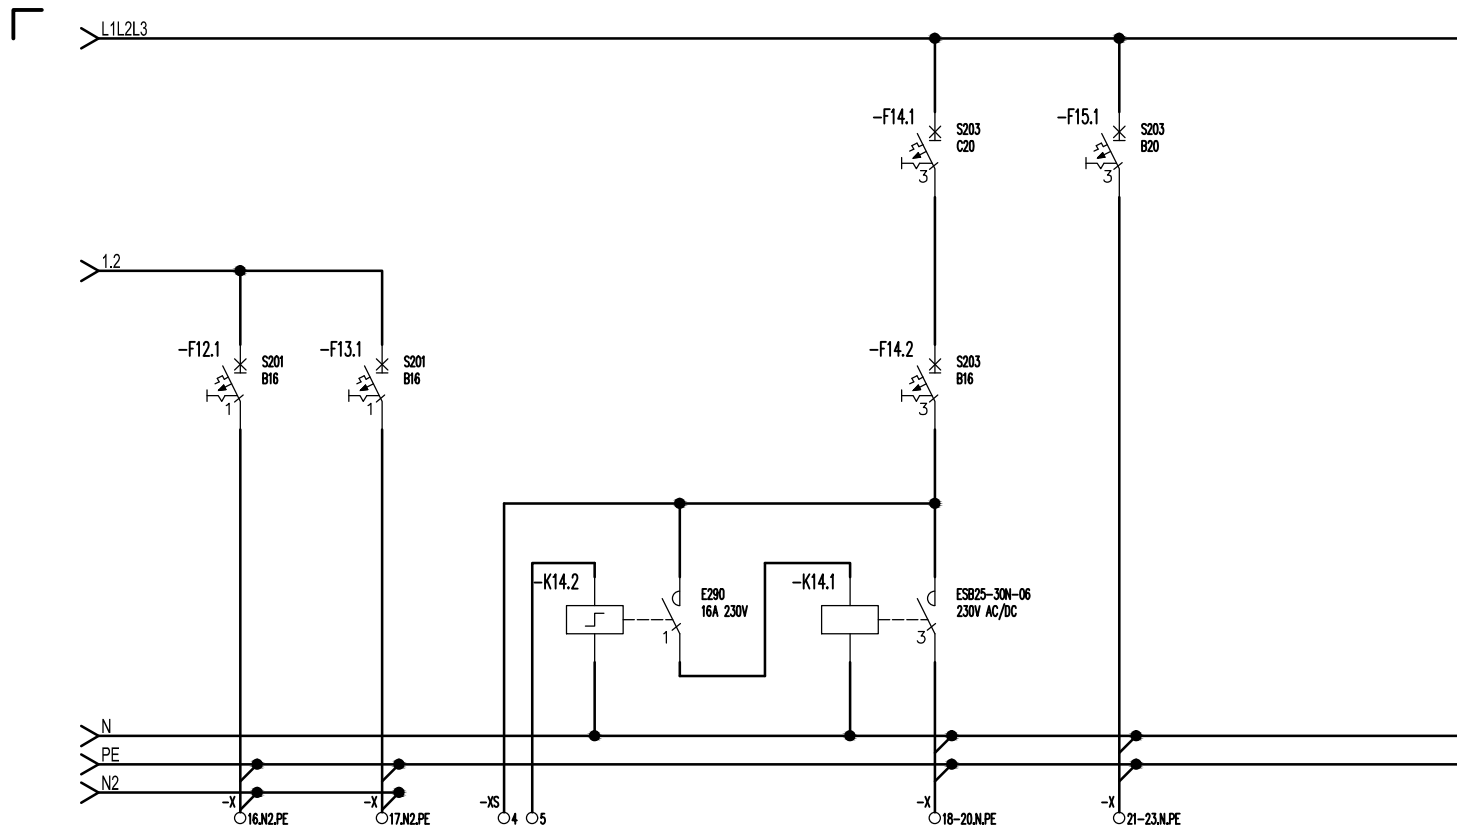 L1L2L3
-F14.1
S203
C20
3
-F15.1
S203
B20
3
1.2
-F12.1
S201
B16
1
-F13.1
S201
B16
1
-F14.2
S203
B16
3
-K14.2
E290
16A 230V
1
-K14.1
ESB25-30N-06
230V AC/DC
3
N
PE
N2
-X
16.N2.PE
-X
17.N2.PE
-XS
4
5
-X
18-20.N.PE
-X
21-23.N.PE